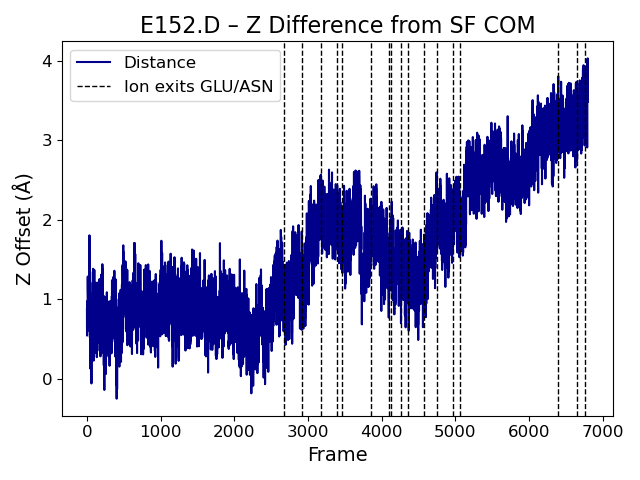 E152.D – Z Difference from SF COM
Distance
Ion exits GLU/ASN
Z Offset (Å)
4
3
2
1
0
0 1000 2000 3000 4000 5000 6000 7000
Frame